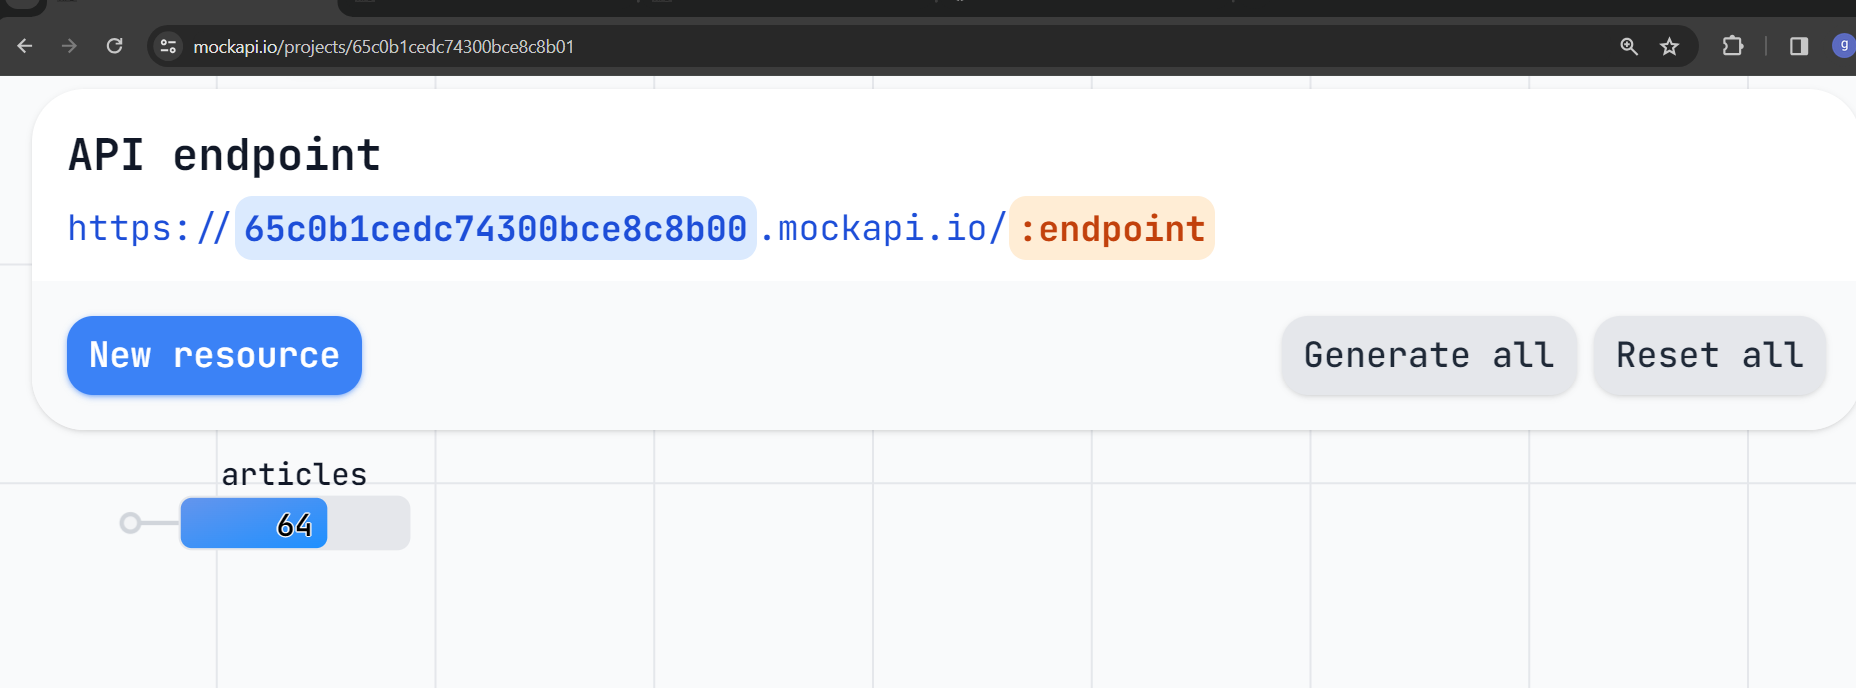 mockapi.io/projects/65c0b1cedc74300bce8c8b01
g
API endpoint
https://65c0b1cedc74300bce8c8b00.mockapi.io/:endpoint
New resource
Generate all
Reset all
articles
64